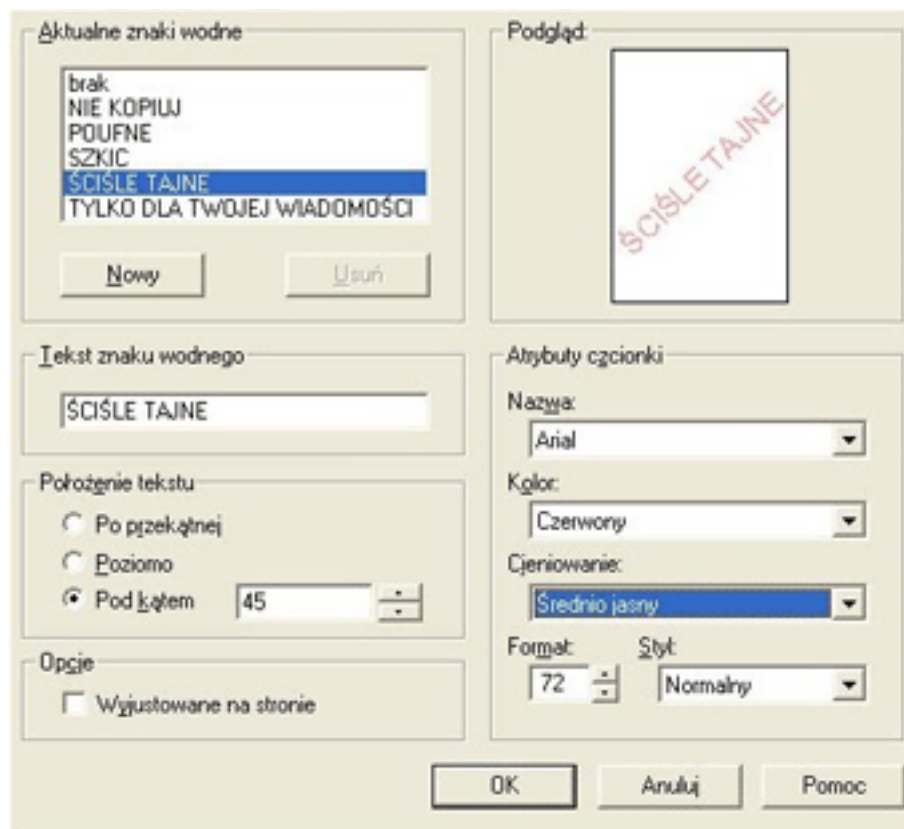 Aktualne znaki wodne
brak
NIE KOPIUJ
POUFNE
SZKIC
ŚCIŚLE TAJNE
TYLKO DLA TWOJEJ WIADOMOŚCI
Nowy
Usuń
Podgląd:
ŚCIŚLE TAJNE
Tekst znaku wodnego
ŚCIŚLE TAJNE
Położenie tekstu
Po przekątnej
Poziomo
Pod kątem 45
Opcje
Wyjustowane na stronie
Atrybuty czcionki
Nazwa:
Arial
Kolor:
Czerwony
Cieniowanie:
Średnio jasny
Format: Styl:
72 Normalny
OK Anuluj Pomoc